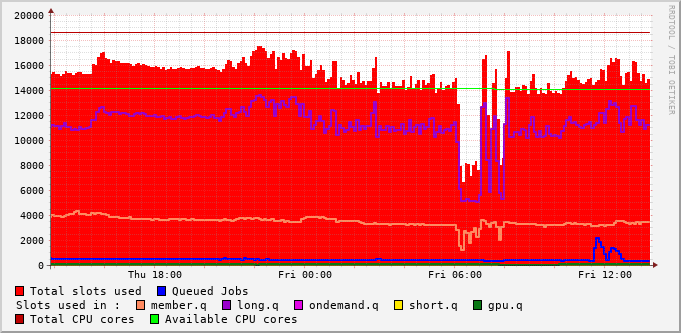 20000
18000
16000
14000
12000
10000
8000
6000
4000
2000
0
Thu 18:00 Fri 00:00 Fri 06:00 Fri 12:00
RRDTOOL / TOBI OETIKER
Total slots used Queued Jobs
Slots used in : member.q long.q ondemand.q short.q gpu.q
Total CPU cores Available CPU cores